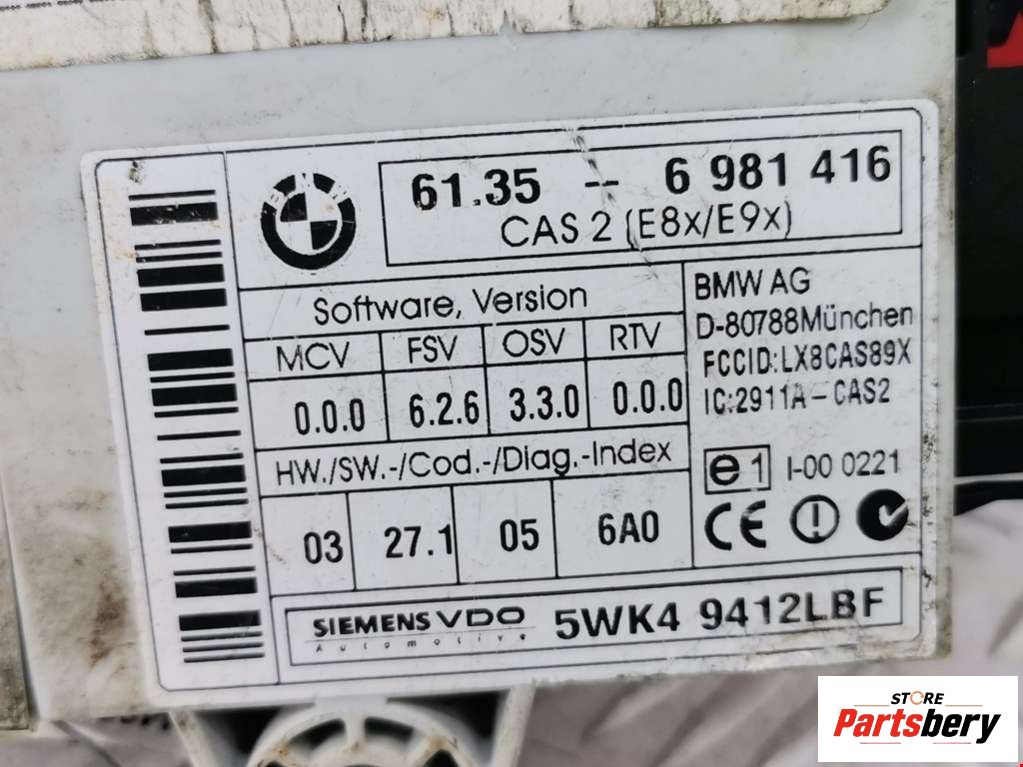 BMW
61.35 -- 6 981 416
CAS 2 (E8x/E9x)
Software, Version
MCV FSV OSV RTV
0.0.0 6.2.6 3.3.0 0.0.0
HW./SW.-/Cod.-/Diag.-Index
03 27.1 05 6A0
BMW AG
D-80788München
FCCID:LX8CAS89X
IC:2911A-CAS2
e1 I-00 0221
CE
SIEMENS VDO
Automotive
5WK4 9412LBF
STORE
Partsbery